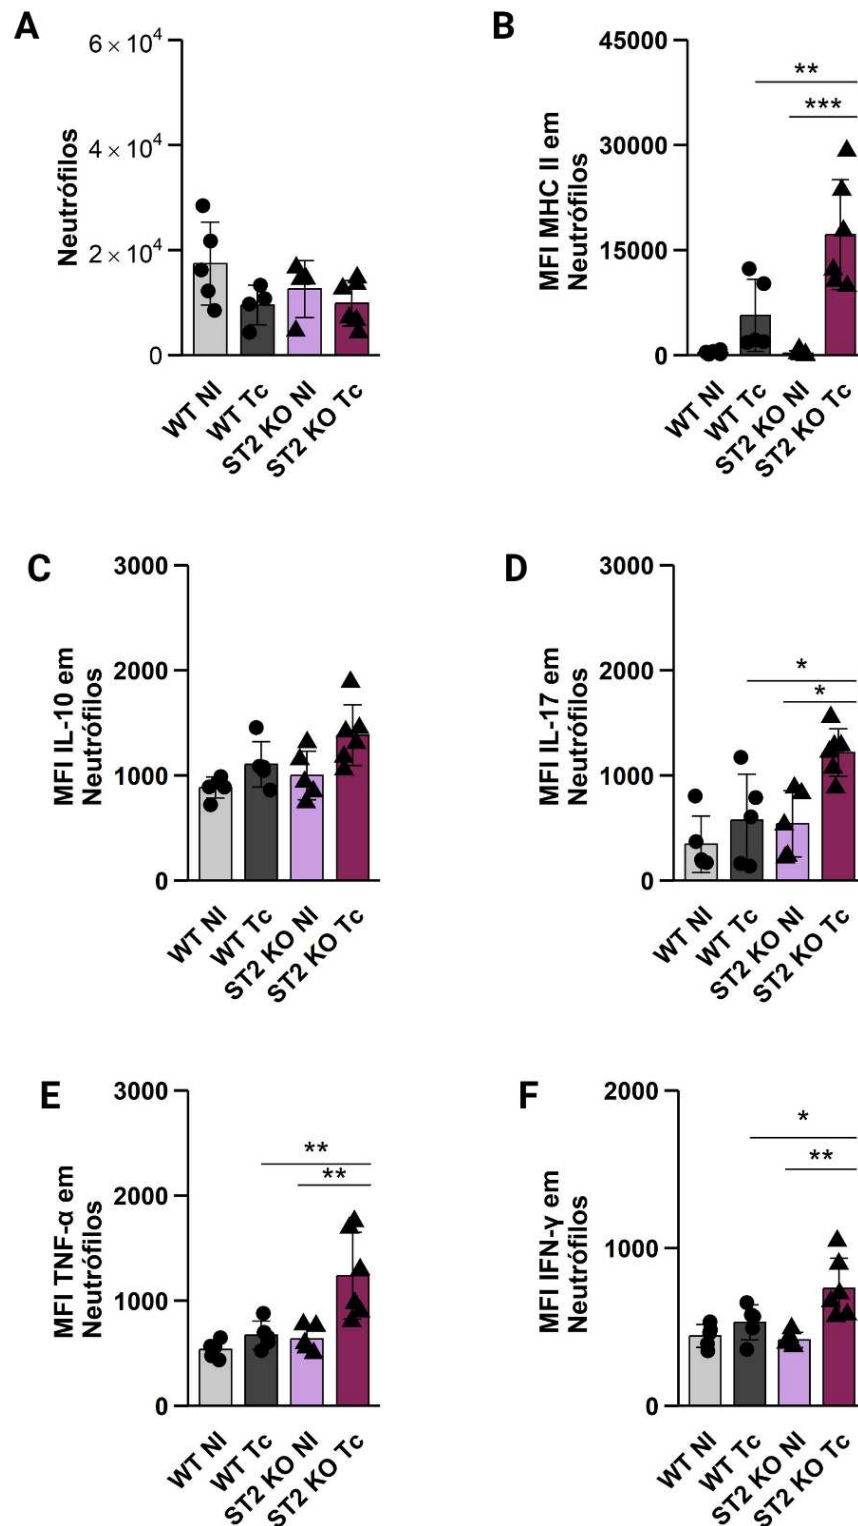 A
Neutrófilos
6 × 10⁴
4 × 10⁴
2 × 10⁴
0
WT NI
WT Tc
ST2 KO NI
ST2 KO Tc
B
MFI MHC II em
Neutrófilos
45000
30000
15000
0
**
***
WT NI
WT Tc
ST2 KO NI
ST2 KO Tc
C
MFI IL-10 em
Neutrófilos
3000
2000
1000
0
WT NI
WT Tc
ST2 KO NI
ST2 KO Tc
D
MFI IL-17 em
Neutrófilos
3000
2000
1000
0
*
*
WT NI
WT Tc
ST2 KO NI
ST2 KO Tc
E
MFI TNF-α em
Neutrófilos
3000
2000
1000
0
**
**
WT NI
WT Tc
ST2 KO NI
ST2 KO Tc
F
MFI IFN-γ em
Neutrófilos
2000
1000
0
*
**
WT NI
WT Tc
ST2 KO NI
ST2 KO Tc